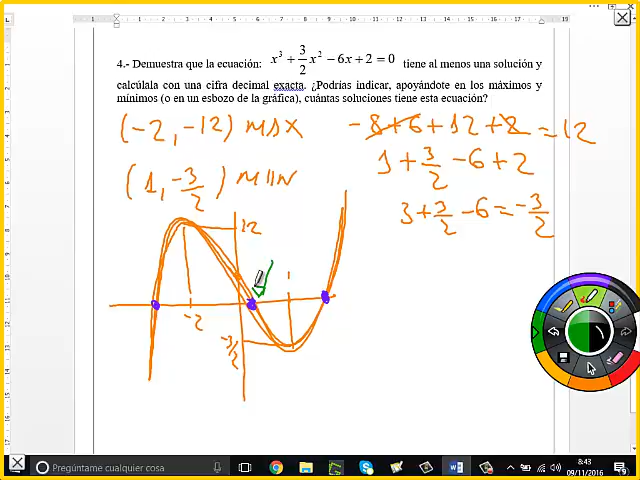 4.- Demuestra que la ecuación: x³ + 3/2 x² − 6x + 2 = 0 tiene al menos una solución y
calcúlala con una cifra decimal exacta. ¿Podrías indicar, apoyándote en los máximos y
mínimos (o en un esbozo de la gráfica), cuántas soluciones tiene esta ecuación?
(-2, -12) MAX
-8+6+12+2=12
1+3/2-6+2
(1, -3/2) MIN
3+3/2-6=-3/2
12
1
-2
-3/2
Pregúntame cualquier cosa
8:43
09/11/2016